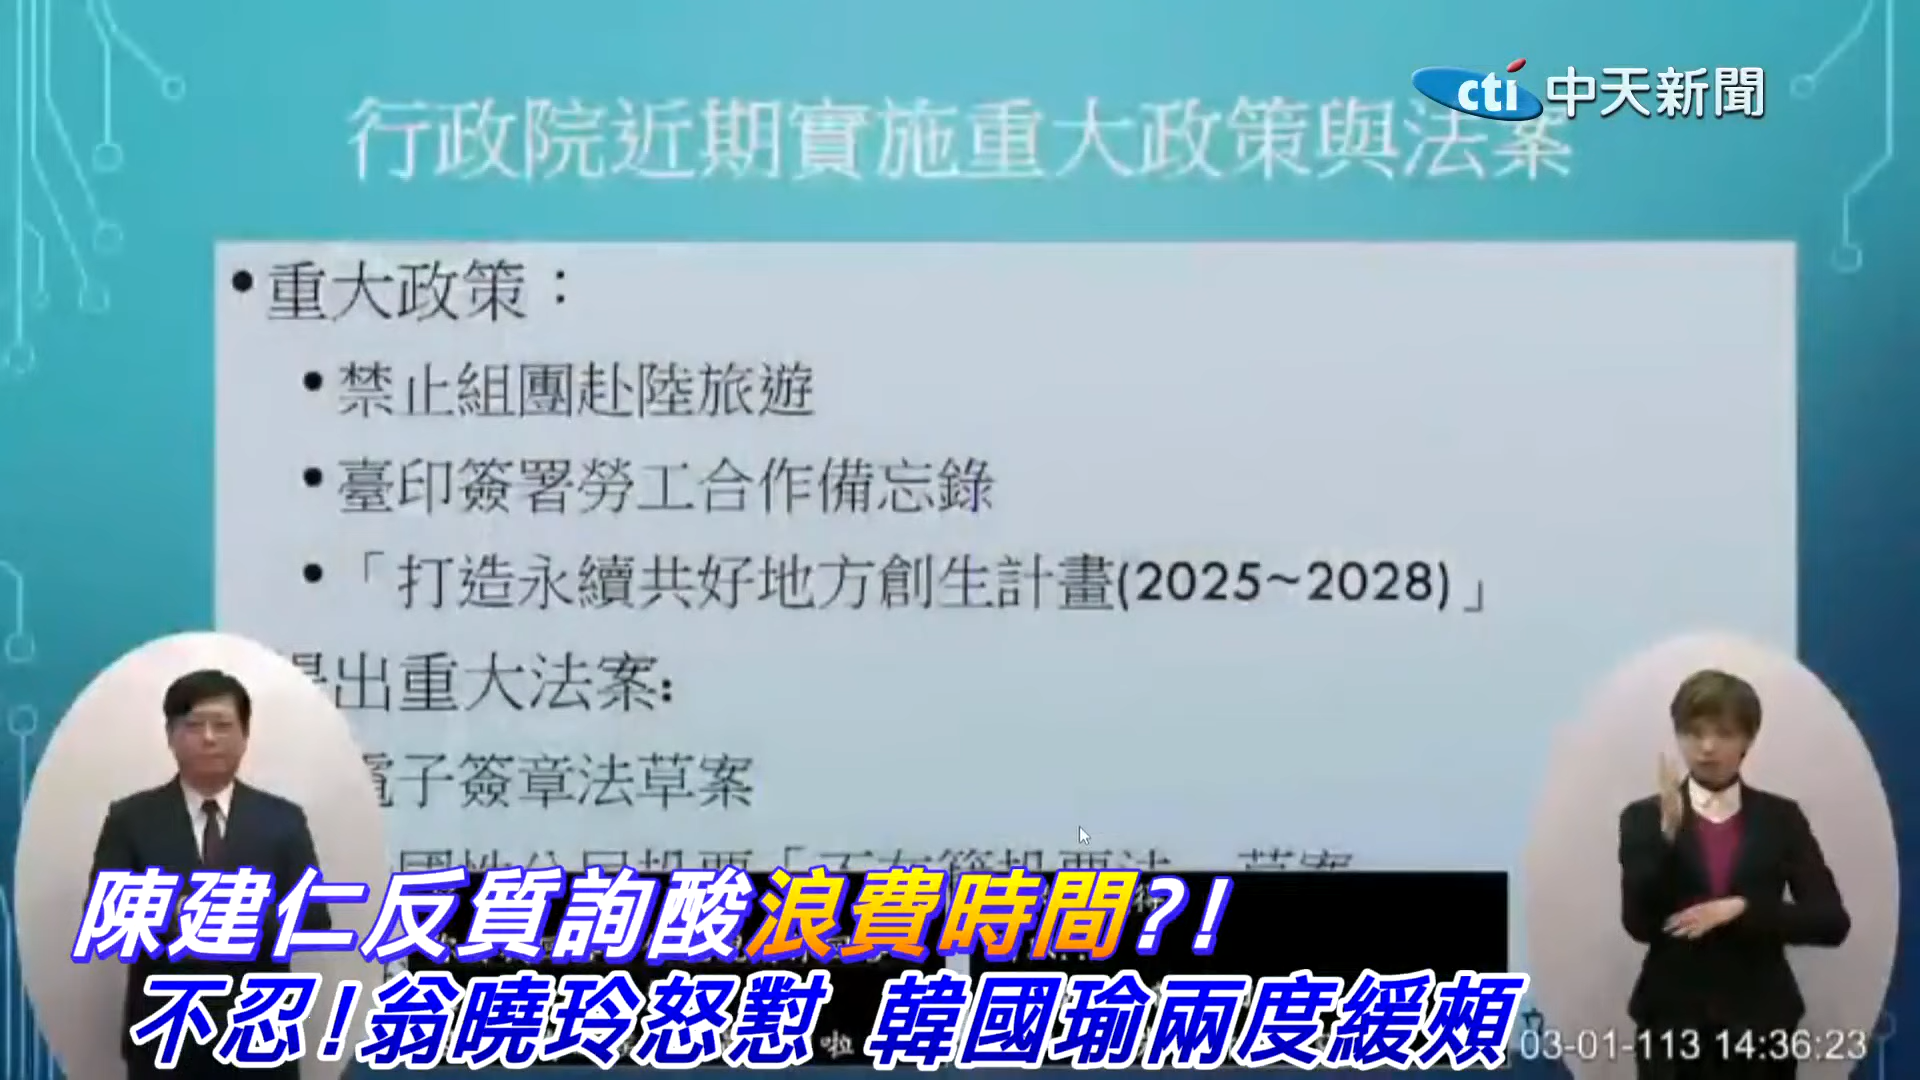 cti 中天新聞
行政院近期實施重大政策與法案
•重大政策：
•禁止組團赴陸旅遊
•臺印簽署勞工合作備忘錄
•「打造永續共好地方創生計畫(2025~2028)」
出重大法案:
電子簽章法草案
陳建仁反質詢酸浪費時間?!
不忍!翁曉玲怒懟 韓國瑜兩度緩頰
啦
03-01-113 14:36:23